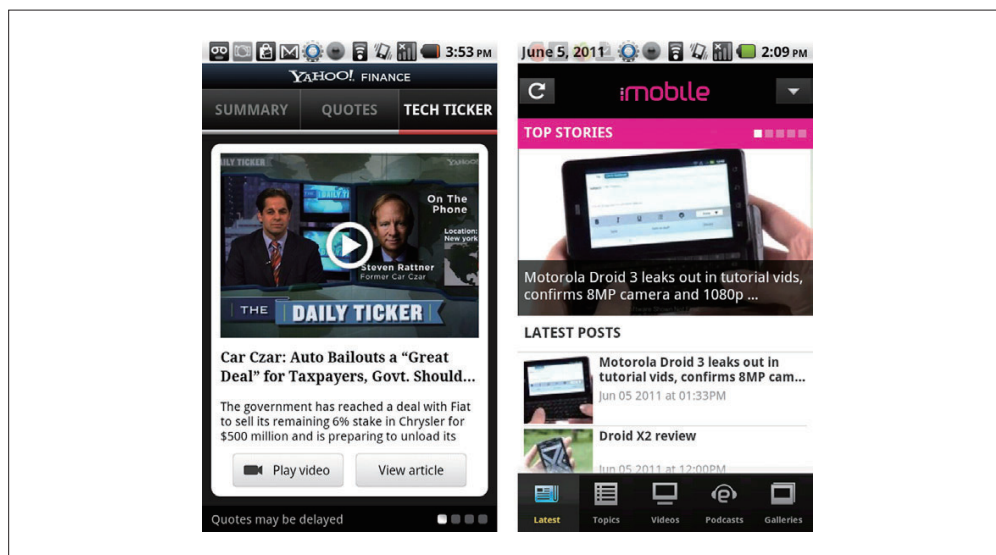 3:53 PM
YAHOO! FINANCE
SUMMARY
QUOTES
TECH TICKER
DAILY TICKER
YAHOO!
On The
Phone
Location:
New york
Steven Rattner
Former Car Czar
THE
DAILY TICKER
Car Czar: Auto Bailouts a “Great
Deal” for Taxpayers, Govt. Should...
The government has reached a deal with Fiat
to sell its remaining 6% stake in Chrysler for
$500 million and is preparing to unload its
Play video
View article
Quotes may be delayed
June 5, 2011
2:09 PM
mobile
TOP STORIES
Motorola Droid 3 leaks out in tutorial vids,
confirms 8MP camera and 1080p ...
LATEST POSTS
Motorola Droid 3 leaks out in
tutorial vids, confirms 8MP cam...
Jun 05 2011 at 01:33PM
Droid X2 review
Jun 05 2011 at 12:00PM
Latest
Topics
Videos
Podcasts
Galleries